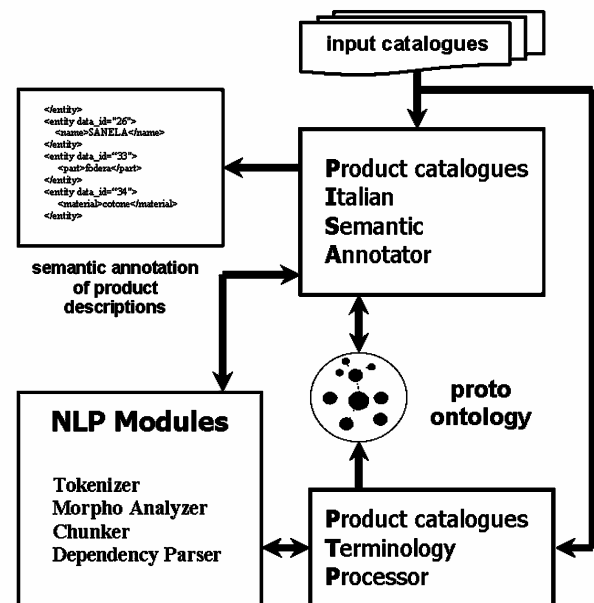 input catalogues
</entity>
<entity data_id="26">
<name>SANELA</name>
</entity>
<entity data_id="33">
<part>fodera</part>
</entity>
<entity data_id="34">
<material>cotone</material>
</entity>
semantic annotation
of product
descriptions
Product catalogues
Italian
Semantic
Annotator
proto
ontology
NLP Modules
Tokenizer
Morpho Analyzer
Chunker
Dependency Parser
Product catalogues
Terminology
Processor